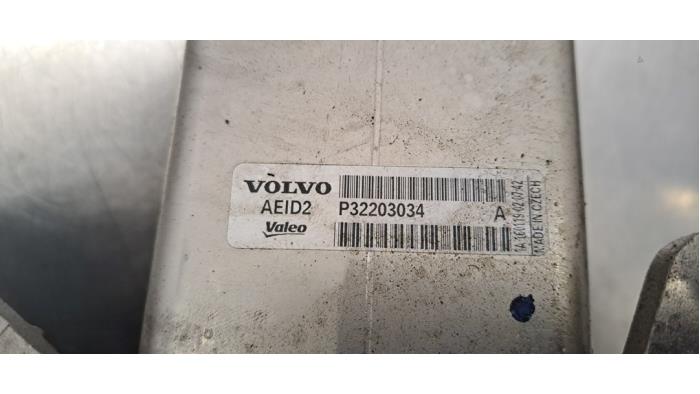 VOLVO
AEID2 P32203034 A
Valeo
MADE IN CZECH